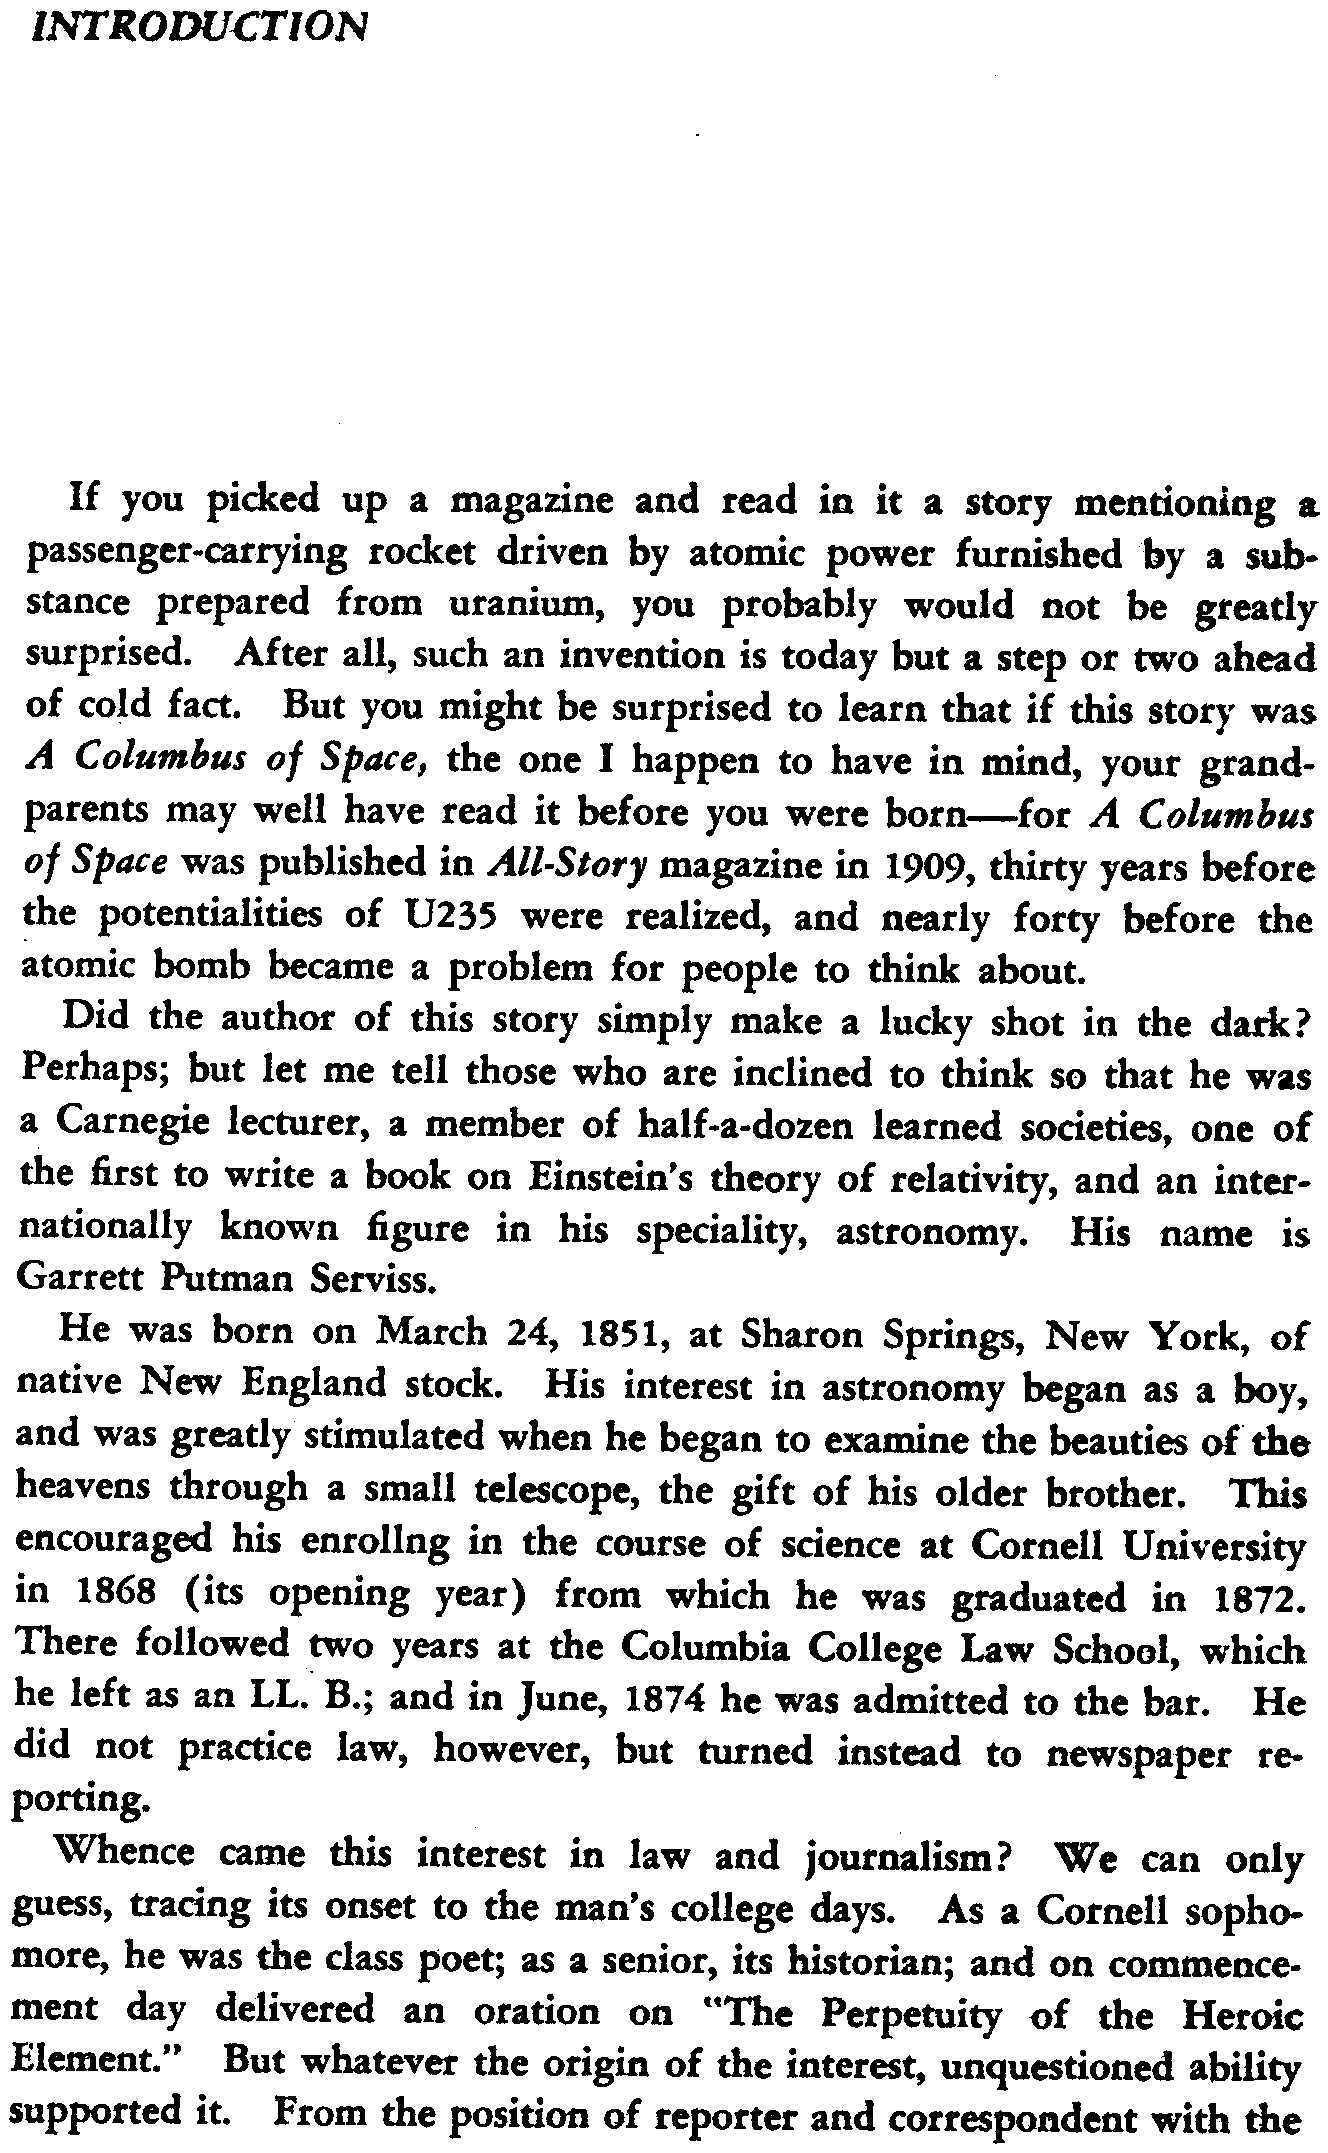 INTRODUCTION
If you picked up a magazine and read in it a story mentioning a
passenger-carrying rocket driven by atomic power furnished by a sub-
stance prepared from uranium, you probably would not be greatly
surprised. After all, such an invention is today but a step or two ahead
of cold fact. But you might be surprised to learn that if this story was
A Columbus of Space, the one I happen to have in mind, your grand-
parents may well have read it before you were born—for A Columbus
of Space was published in All-Story magazine in 1909, thirty years before
the potentialities of U235 were realized, and nearly forty before the
atomic bomb became a problem for people to think about.
Did the author of this story simply make a lucky shot in the dark?
Perhaps; but let me tell those who are inclined to think so that he was
a Carnegie lecturer, a member of half-a-dozen learned societies, one of
the first to write a book on Einstein's theory of relativity, and an inter-
nationally known figure in his speciality, astronomy. His name is
Garrett Putman Serviss.
He was born on March 24, 1851, at Sharon Springs, New York, of
native New England stock. His interest in astronomy began as a boy,
and was greatly stimulated when he began to examine the beauties of the
heavens through a small telescope, the gift of his older brother. This
encouraged his enrollng in the course of science at Cornell University
in 1868 (its opening year) from which he was graduated in 1872.
There followed two years at the Columbia College Law School, which
he left as an LL. B.; and in June, 1874 he was admitted to the bar. He
did not practice law, however, but turned instead to newspaper re-
porting.
Whence came this interest in law and journalism? We can only
guess, tracing its onset to the man's college days. As a Cornell sopho-
more, he was the class poet; as a senior, its historian; and on commence-
ment day delivered an oration on "The Perpetuity of the Heroic
Element." But whatever the origin of the interest, unquestioned ability
supported it. From the position of reporter and correspondent with the